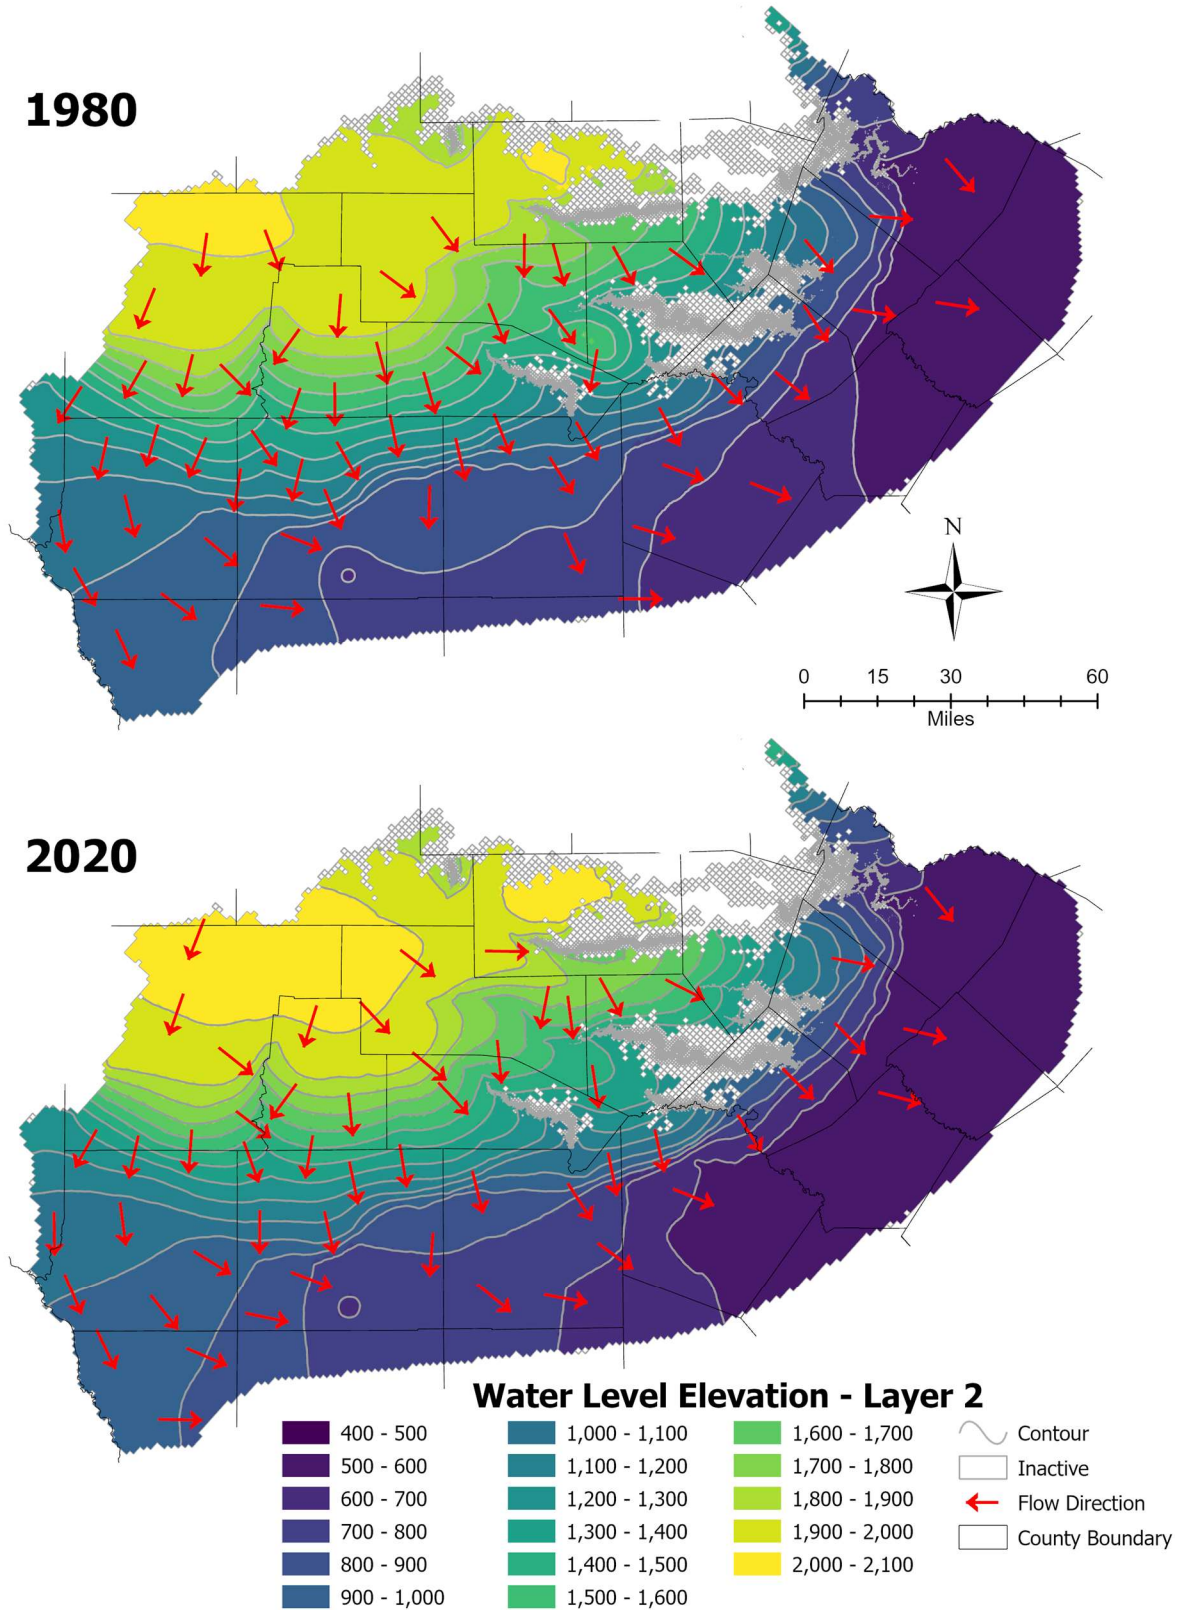 1980
N
0 15 30 60
Miles
2020
Water Level Elevation - Layer 2
400 - 500
500 - 600
600 - 700
700 - 800
800 - 900
900 - 1,000
1,000 - 1,100
1,100 - 1,200
1,200 - 1,300
1,300 - 1,400
1,400 - 1,500
1,500 - 1,600
1,600 - 1,700
1,700 - 1,800
1,800 - 1,900
1,900 - 2,000
2,000 - 2,100
Contour
Inactive
Flow Direction
County Boundary